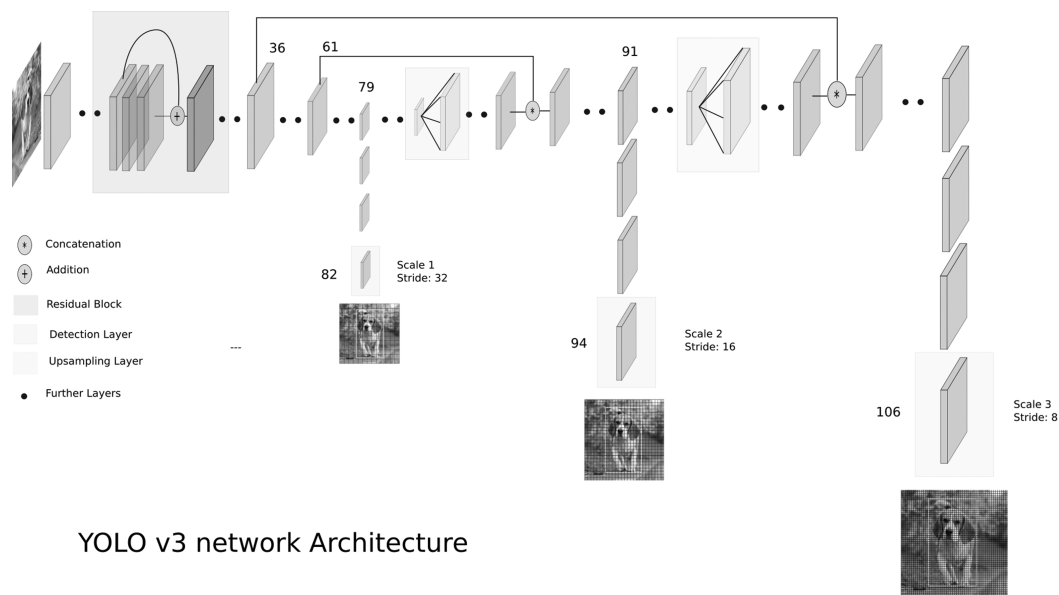 36
61
79
91
*
+
*
*
Concatenation
+
Addition
Residual Block
Detection Layer
Upsampling Layer
---
Further Layers
82
Scale 1
Stride: 32
94
Scale 2
Stride: 16
106
Scale 3
Stride: 8
YOLO v3 network Architecture